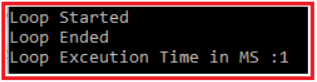 Loop Started
Loop Ended
Loop Exceution Time in MS :1